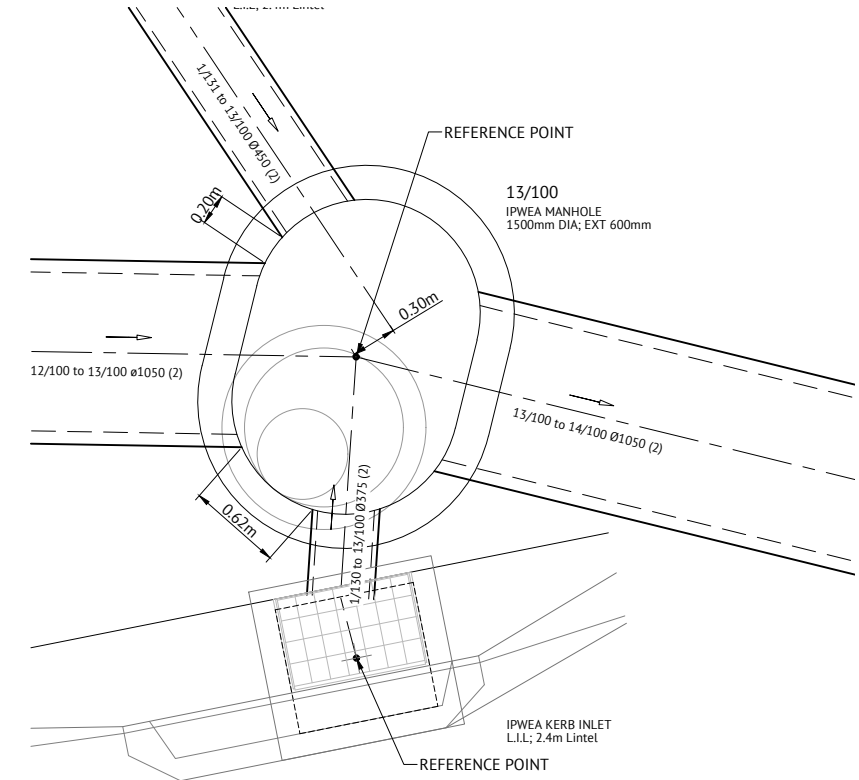 1/131 to 13/100 Ø450 (2)
REFERENCE POINT
13/100
IPWEA MANHOLE
1500mm DIA; EXT 600mm
0.20m
0.30m
12/100 to 13/100 ø1050 (2)
13/100 to 14/100 Ø1050 (2)
0.62m
1/130 to 13/100 Ø375 (2)
IPWEA KERB INLET
L.I.L; 2.4m Lintel
REFERENCE POINT